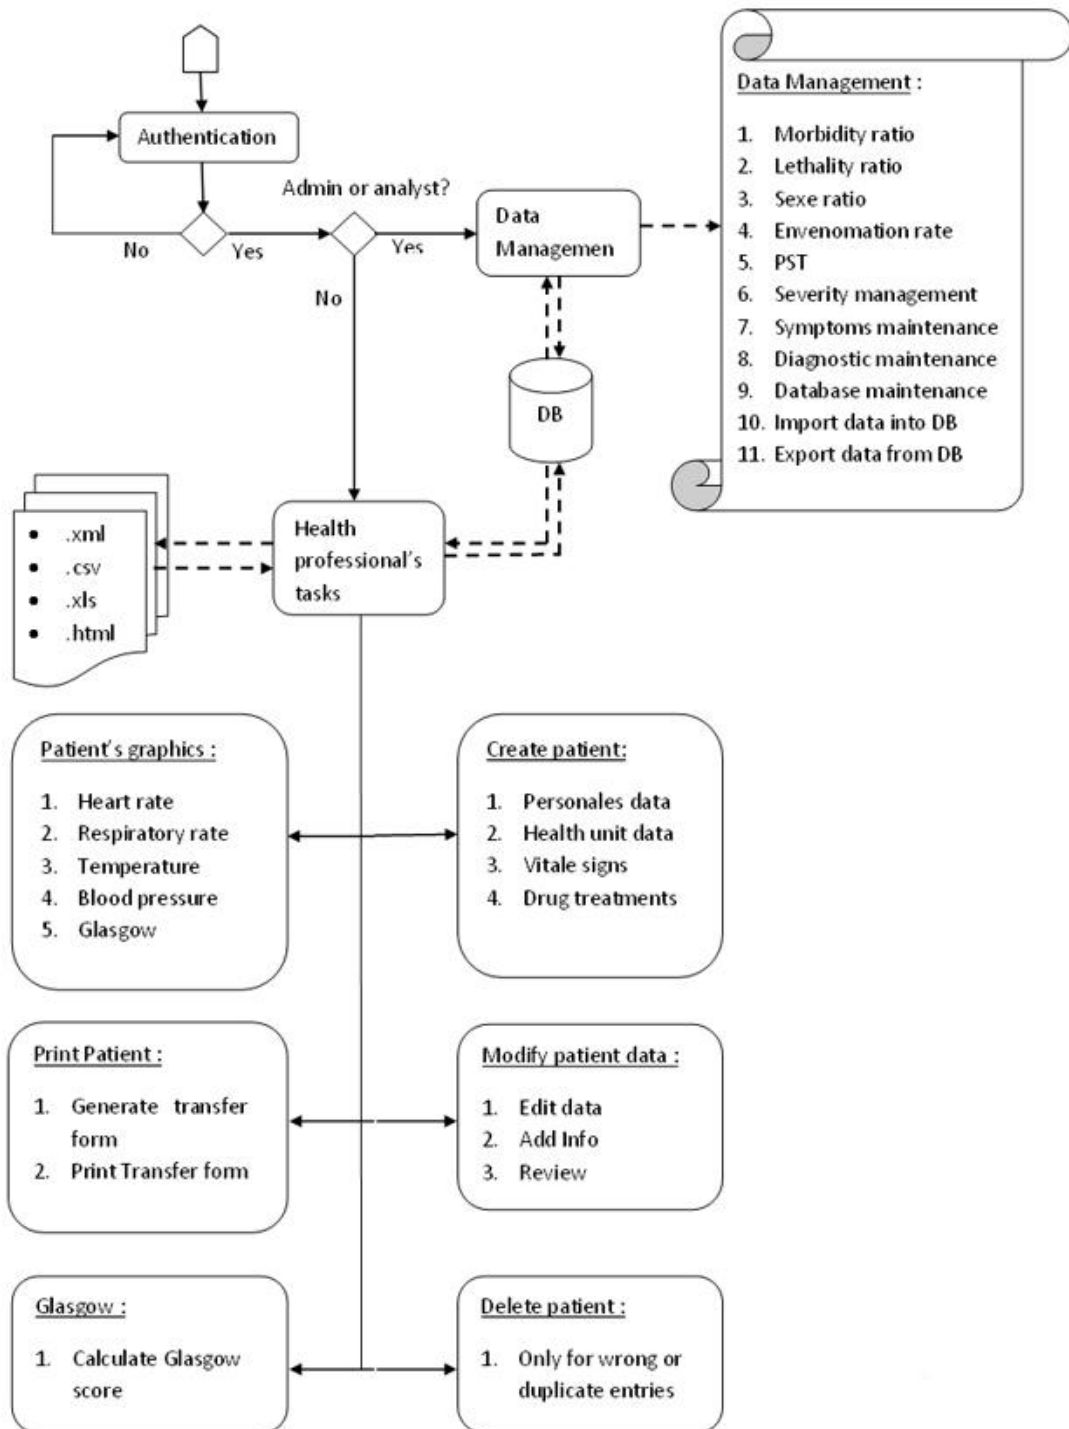 Authentication
Admin or analyst?
No
Yes
Yes
No
Data
Managemen
DB
Data Management :
1. Morbidity ratio
2. Lethality ratio
3. Sexe ratio
4. Envenomation rate
5. PST
6. Severity management
7. Symptoms maintenance
8. Diagnostic maintenance
9. Database maintenance
10. Import data into DB
11. Export data from DB
• .xml
• .csv
• .xls
• .html
Health
professional's
tasks
Patient's graphics :
1. Heart rate
2. Respiratory rate
3. Temperature
4. Blood pressure
5. Glasgow
Create patient:
1. Personales data
2. Health unit data
3. Vitale signs
4. Drug treatments
Print Patient :
1. Generate transfer
form
2. Print Transfer form
Modify patient data :
1. Edit data
2. Add Info
3. Review
Glasgow :
1. Calculate Glasgow
score
Delete patient :
1. Only for wrong or
duplicate entries